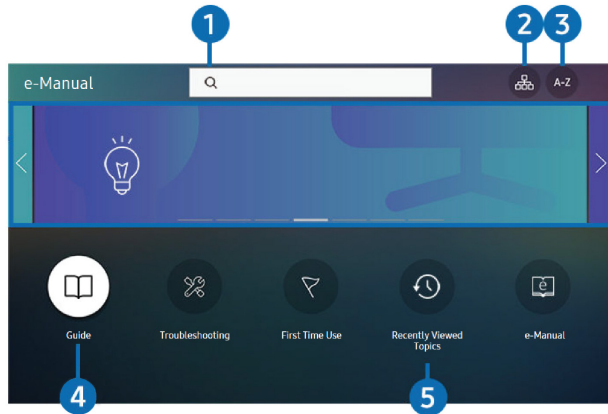 1
2
3
e-Manual
A-Z
Guide
Troubleshooting
First Time Use
Recently Viewed
Topics
e-Manual
4
5